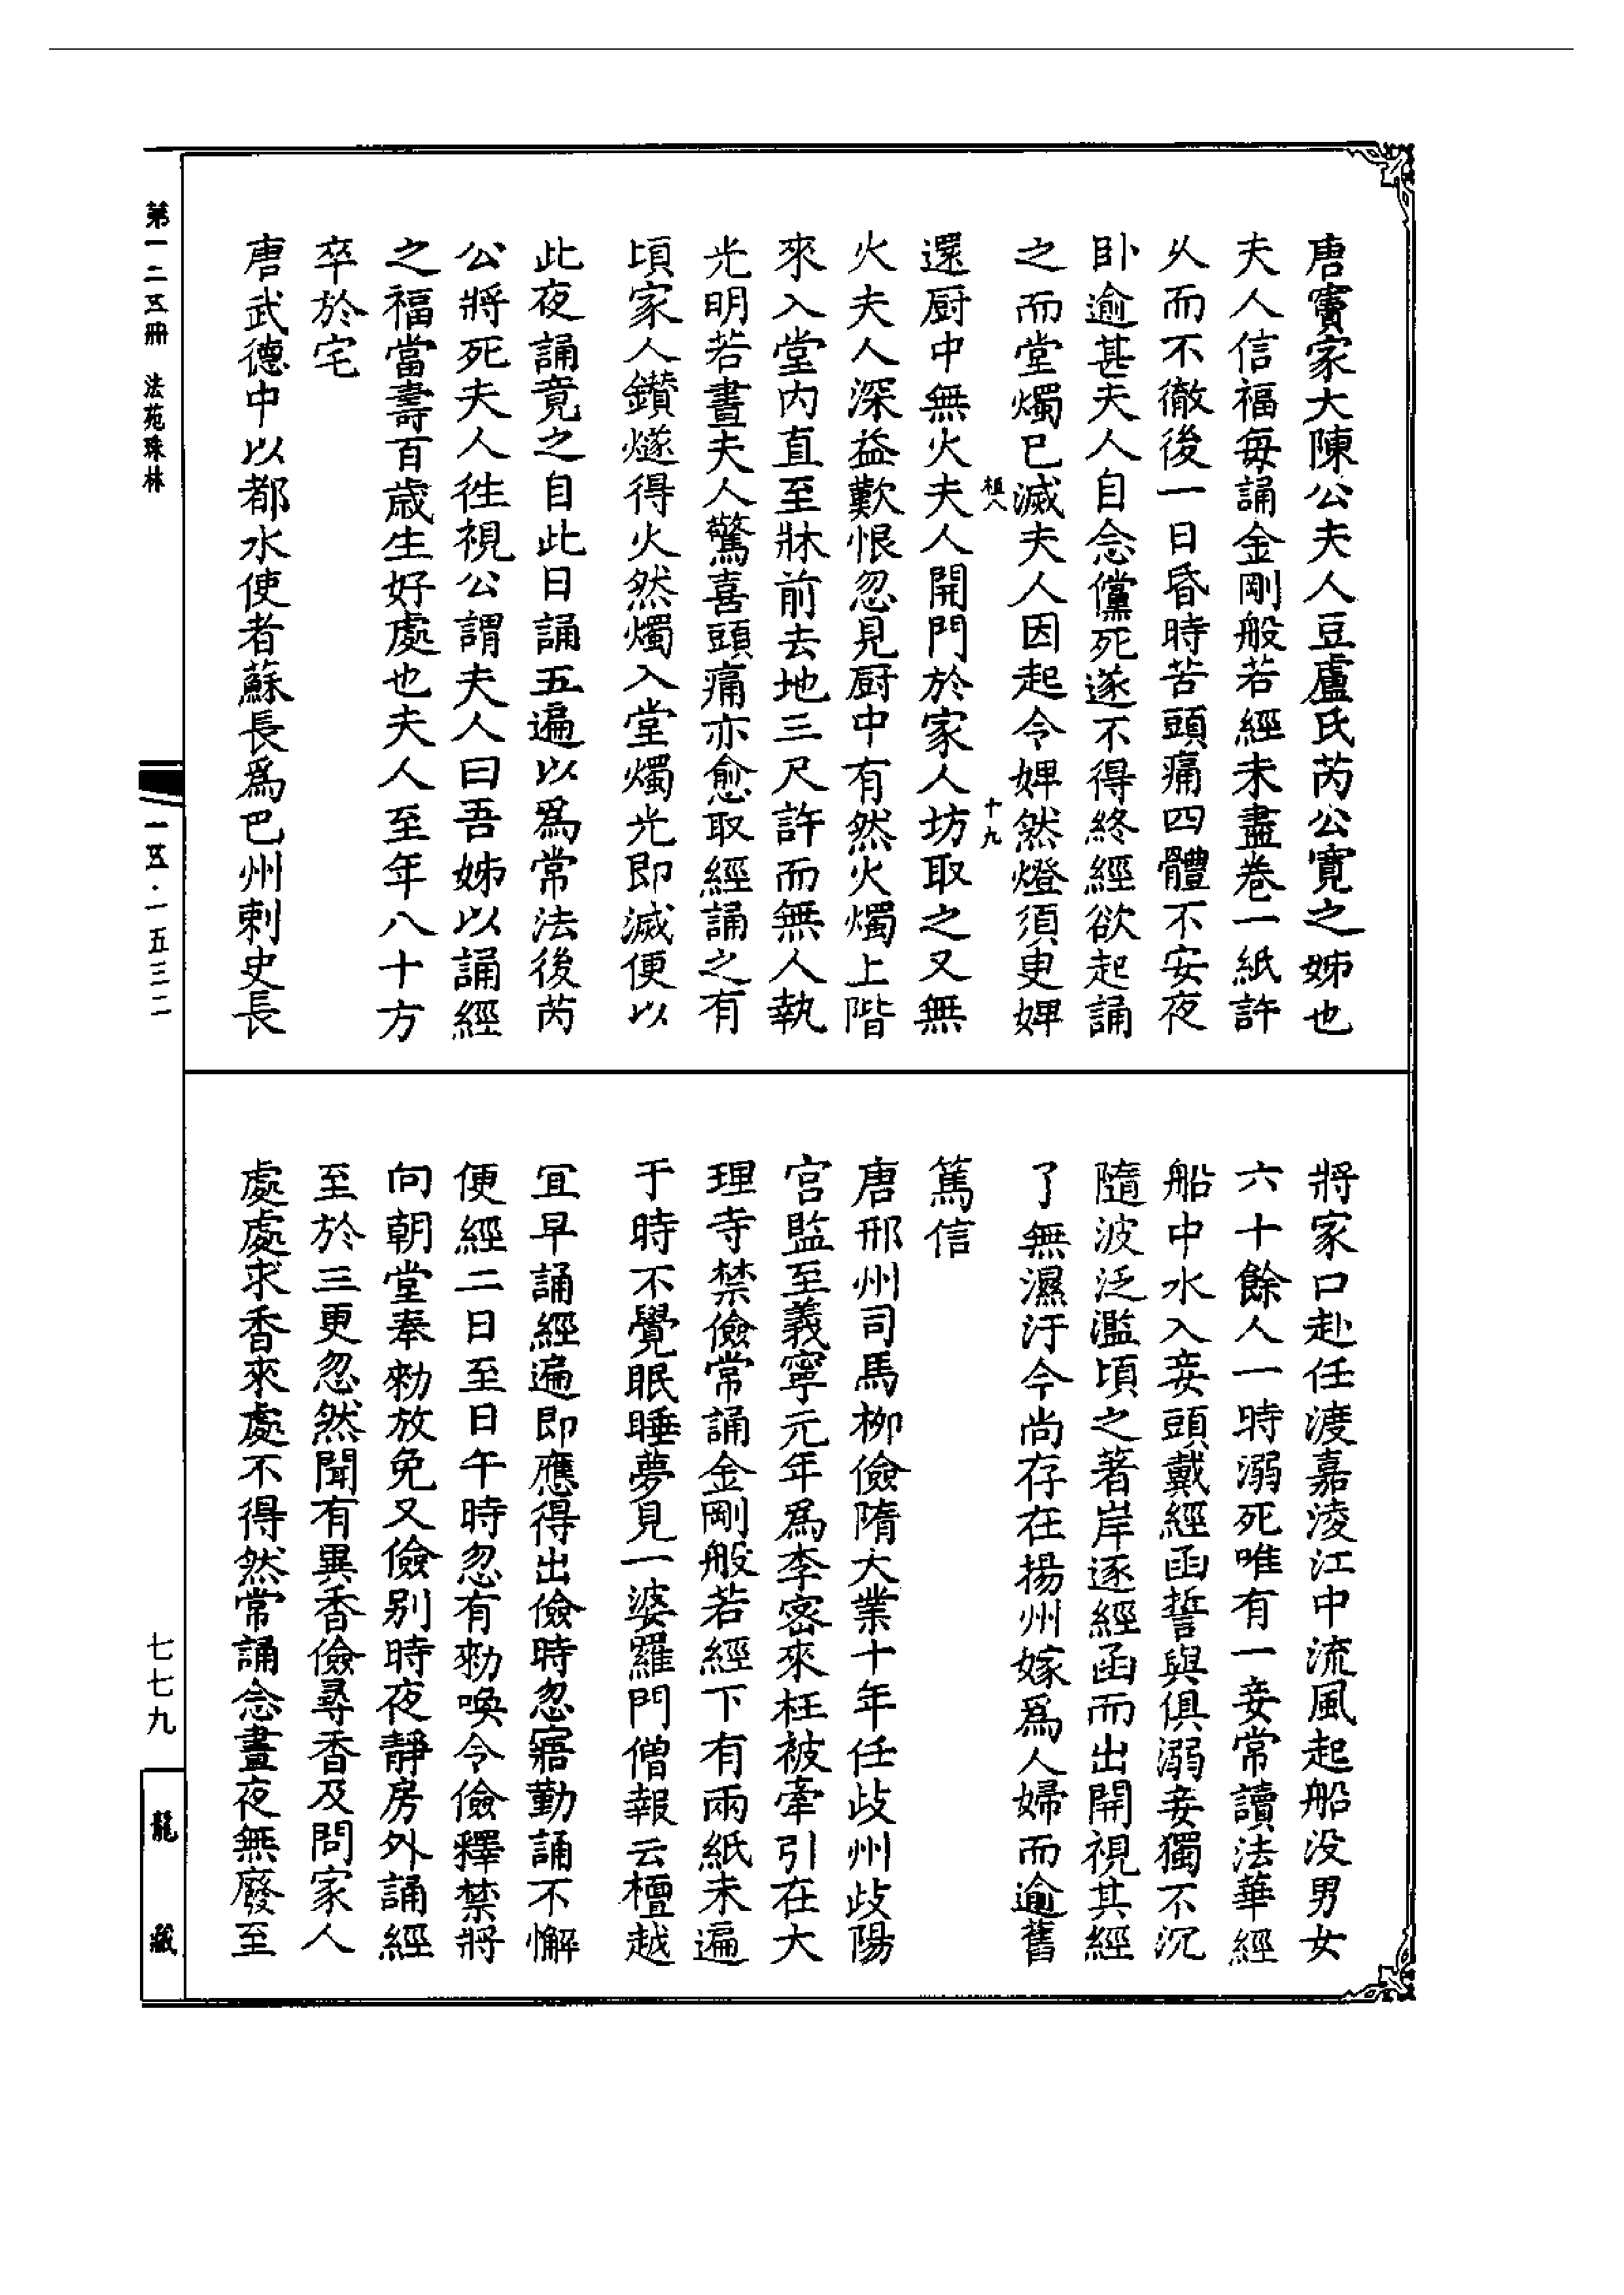 唐竇家大陳公夫人豆盧氏芮公寬之姊也
夫人信福每誦金剛般若經未盡卷一紙許
久而不徹後一日昏時苦頭痛四體不安夜
卧逾甚夫人自念儻死遂不得終經欲起誦
之而堂燭已滅夫人因起令婢然燈須臾婢
還厨中無火夫人開門於家人坊取之又無
火夫人深益歎恨忽見厨中有然火燭上階
來入堂内直至牀前去地三尺許而無人執
光明若晝夫人驚喜頭痛亦愈取經誦之有
頃家人鑚燧得火然燭入堂燭光即滅便以
此夜誦竟之自此日誦五遍以爲常法後芮
公將死夫人徃視公謂夫人曰吾姊以誦經
之福當壽百歳生好處也夫人至年八十方
卒於宅
唐武德中以都水使者蘇長爲巴州刺史長
將家口赴任渡嘉淩江中流風起船没男女
六十餘人一時溺死唯有一妾常讀法華經
船中水入妾頭戴經函誓與俱溺妾獨不沉
隨波泛濫頃之著岸逐經函而出開視其經
了無濕汙今尚存在揚州嫁爲人婦而逾舊
篤信
唐邢州司馬柳儉隋大業十年任歧州歧陽
宫監至義寧元年爲李密來枉被牽引在大
理寺禁儉常誦金剛般若經下有兩紙未遍
于時不覺眠睡夢見一婆羅門僧報云檀越
宜早誦經遍即應得出儉時忽寤勤誦不懈
便經二日至日午時忽有勑喚令儉釋禁將
向朝堂奉勑放免又儉别時夜靜房外誦經
至於三更忽然聞有異香儉尋香及問家人
處處求香來處不得然常誦念晝夜無廢至
十九
第一二五冊 法苑珠林
一五·一五三二
七七九
龍藏